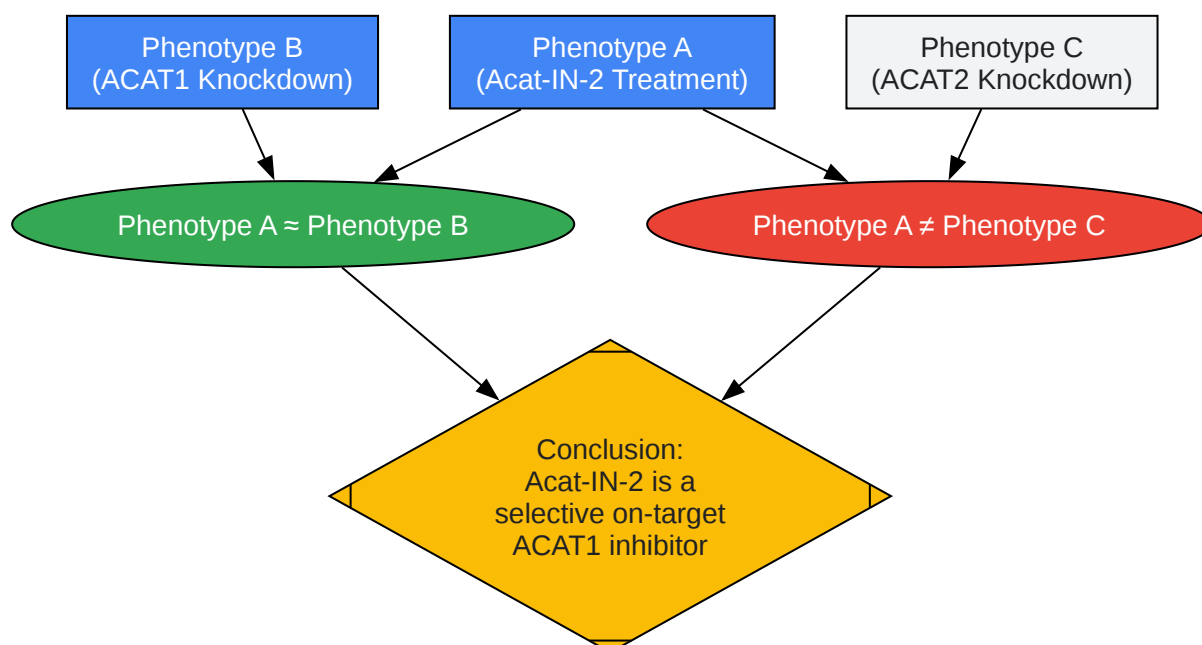 Phenotype B
(ACAT1 Knockdown)
Phenotype A
(Acat-IN-2 Treatment)
Phenotype C
(ACAT2 Knockdown)
Phenotype A ≈ Phenotype B
Phenotype A ≠ Phenotype C
Conclusion:
Acat-IN-2 is a
selective on-target
ACAT1 inhibitor